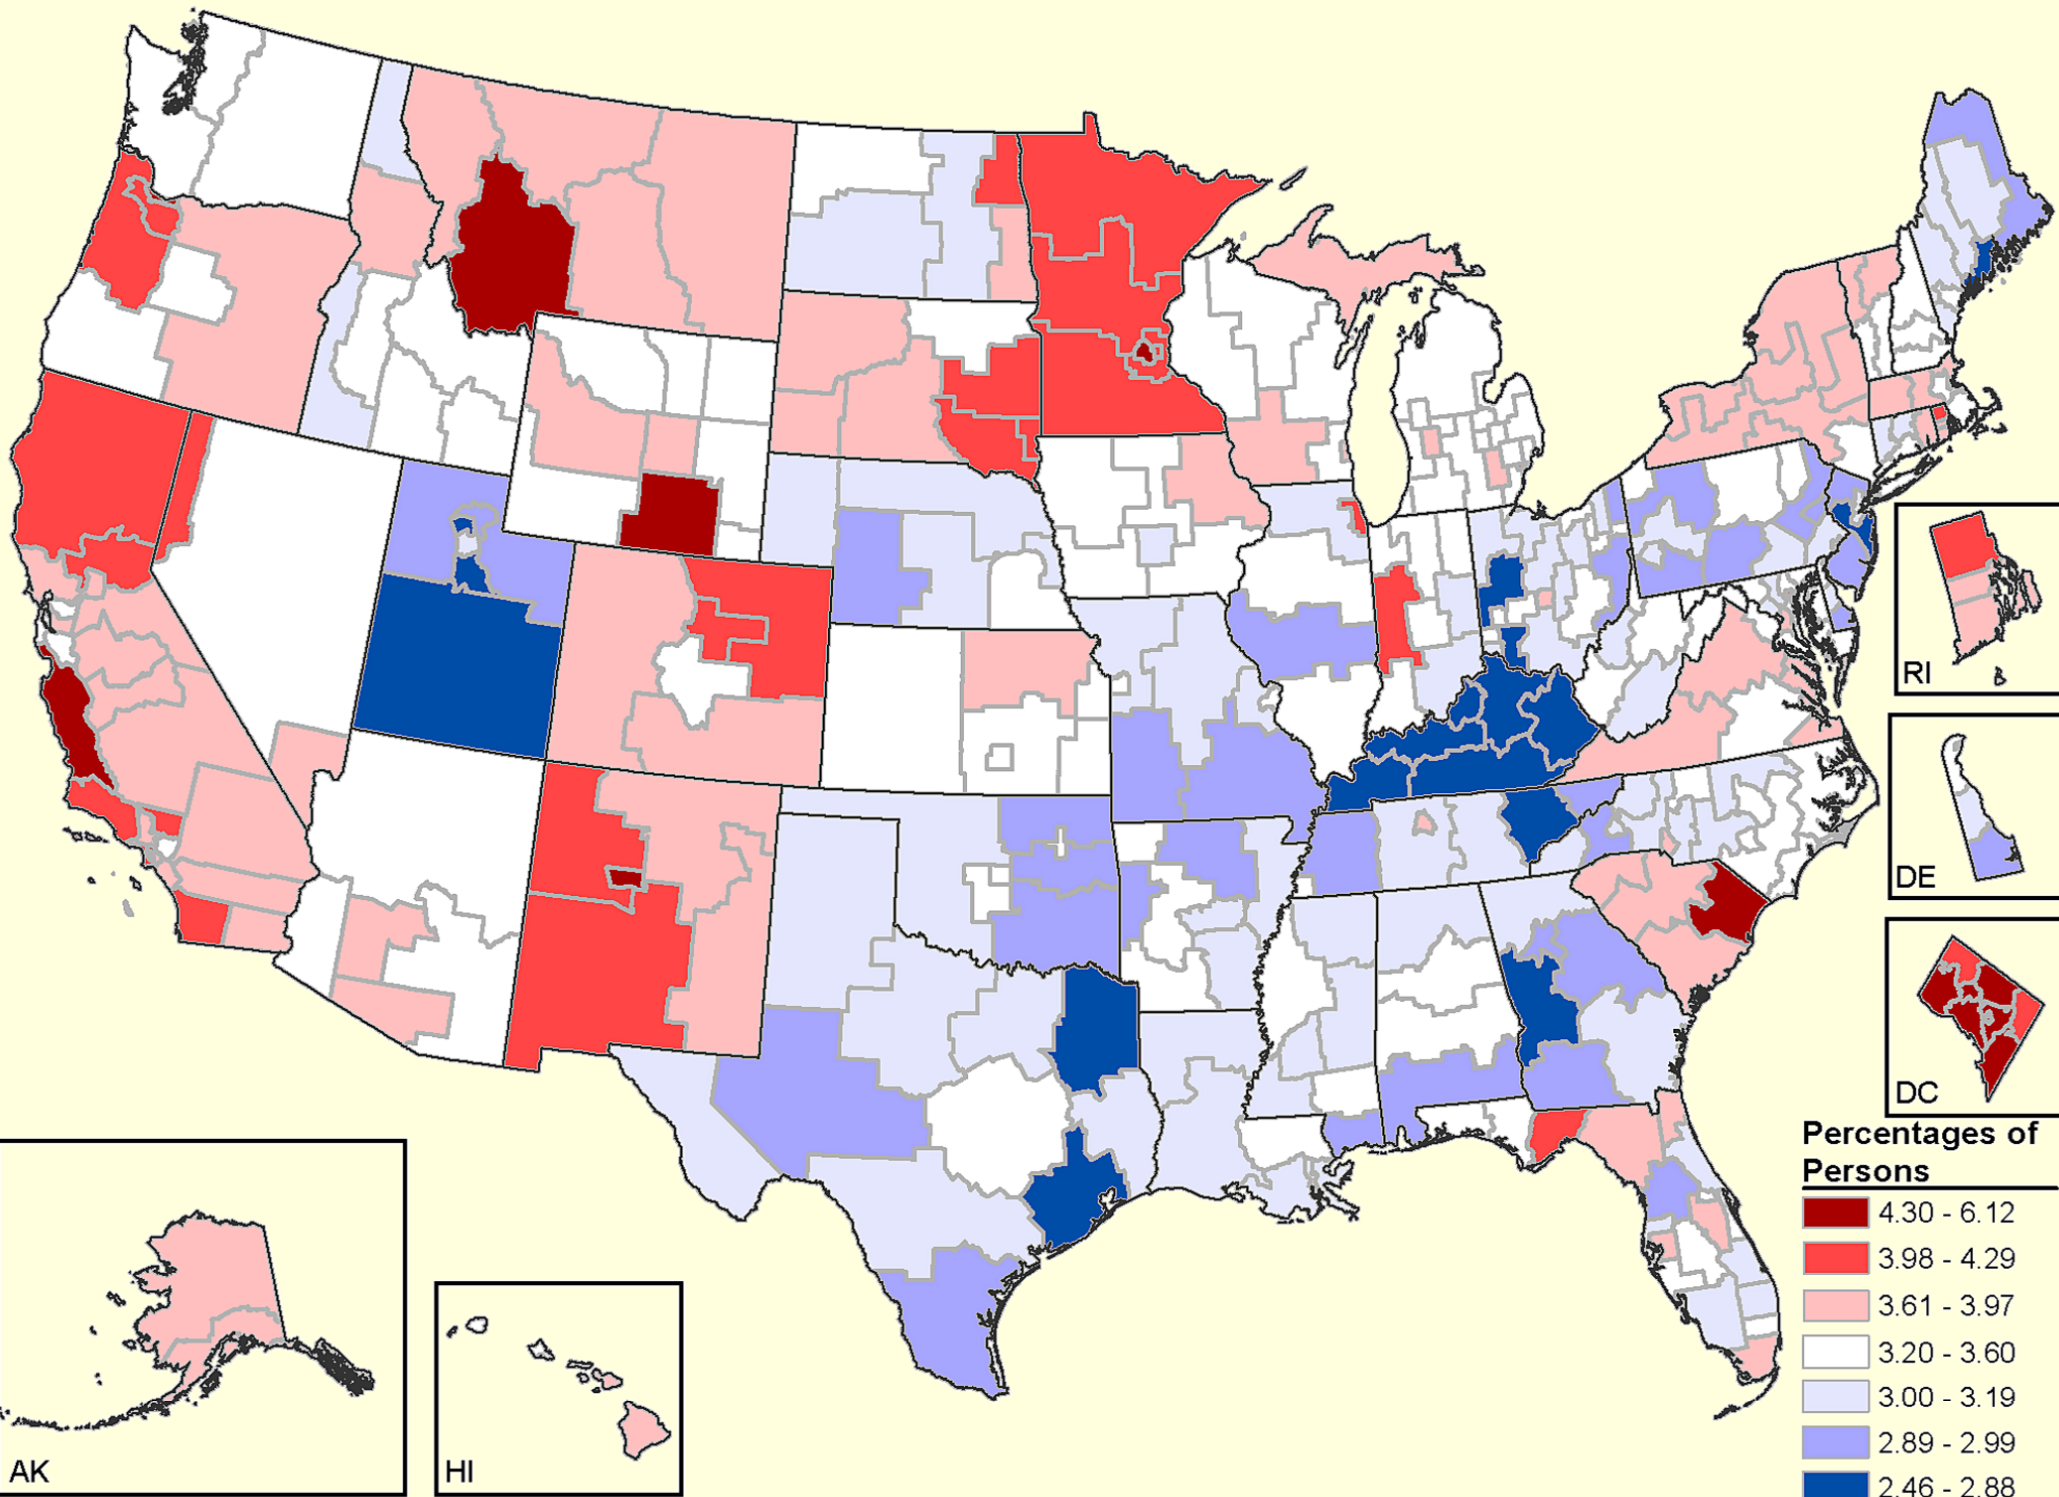 RI
DE
DC
Percentages of
Persons
4.30 - 6.12
3.98 - 4.29
3.61 - 3.97
3.20 - 3.60
3.00 - 3.19
2.89 - 2.99
2.46 - 2.88
AK
HI